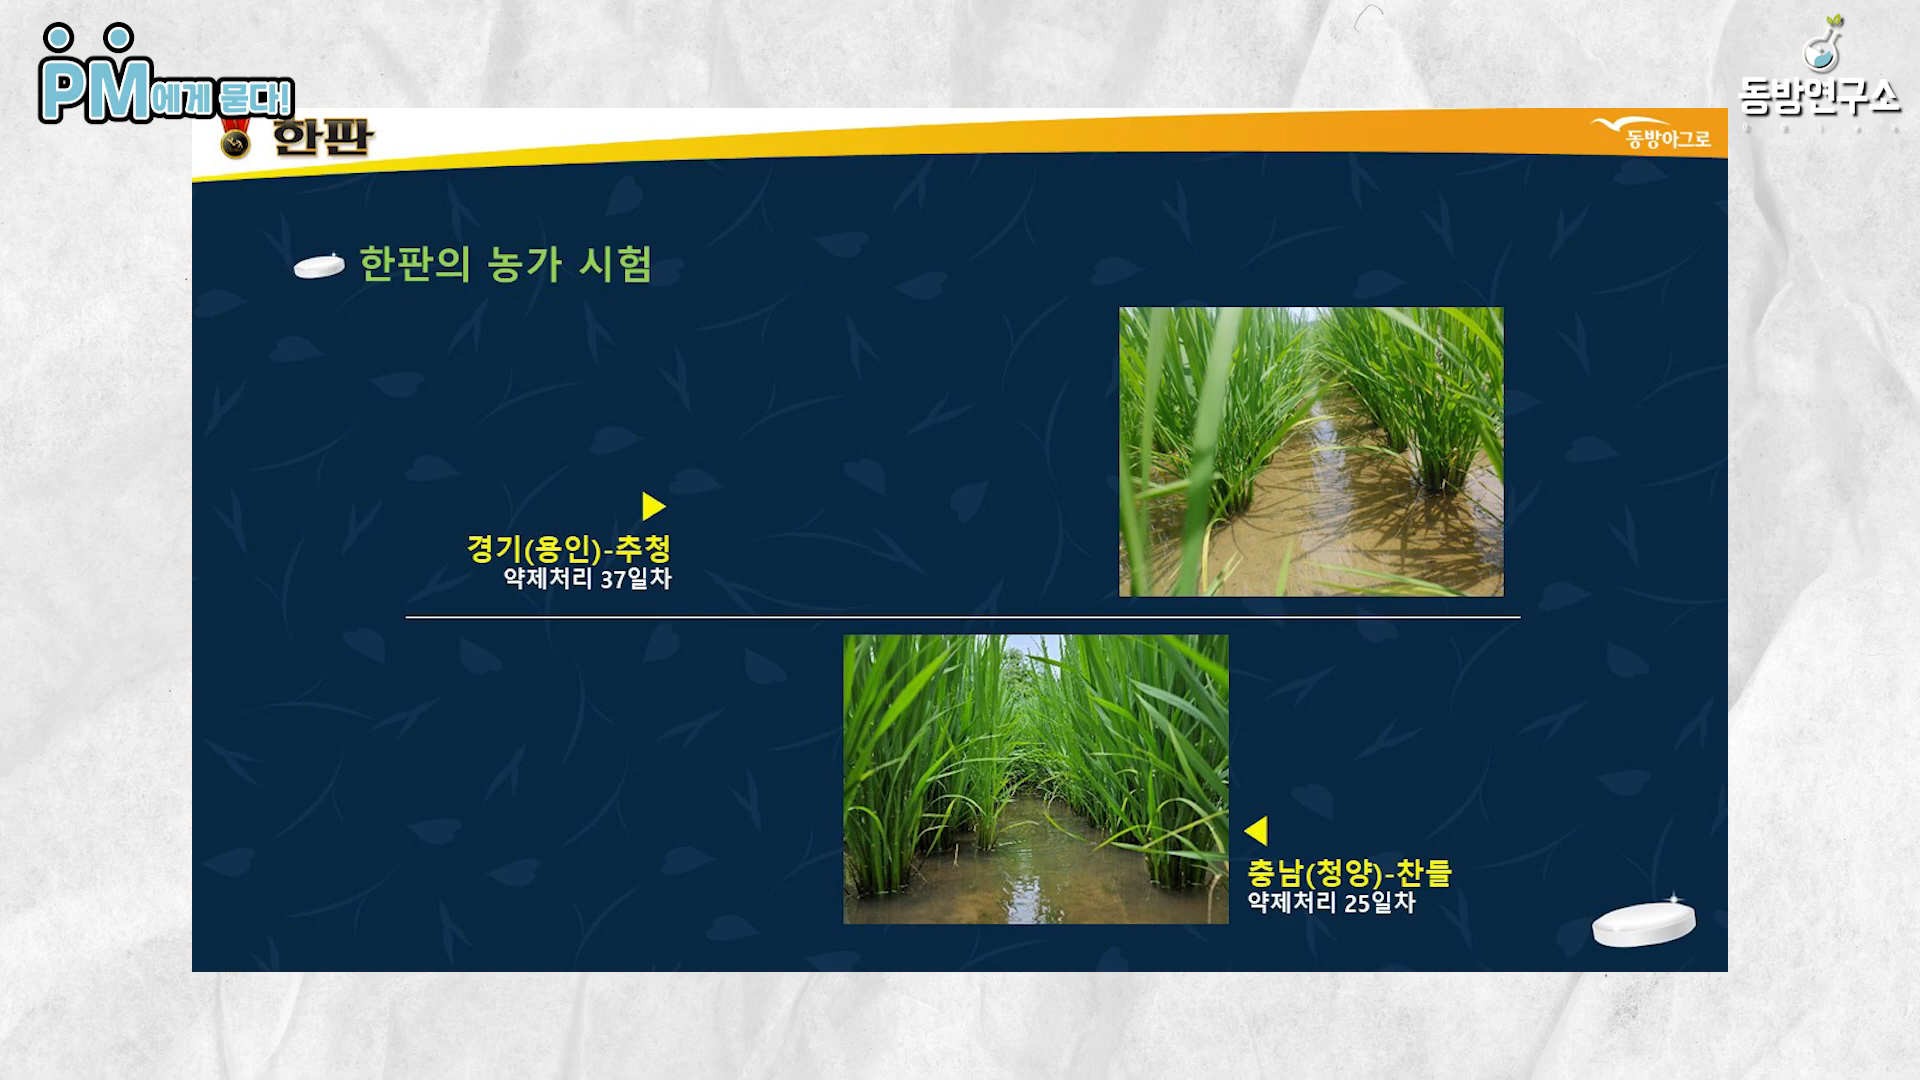 PM에게 묻다!
동방연구소
한판
동방아그로
한판의 농가 시험
경기(용인)-추청
약제처리 37일차
충남(청양)-찬들
약제처리 25일차